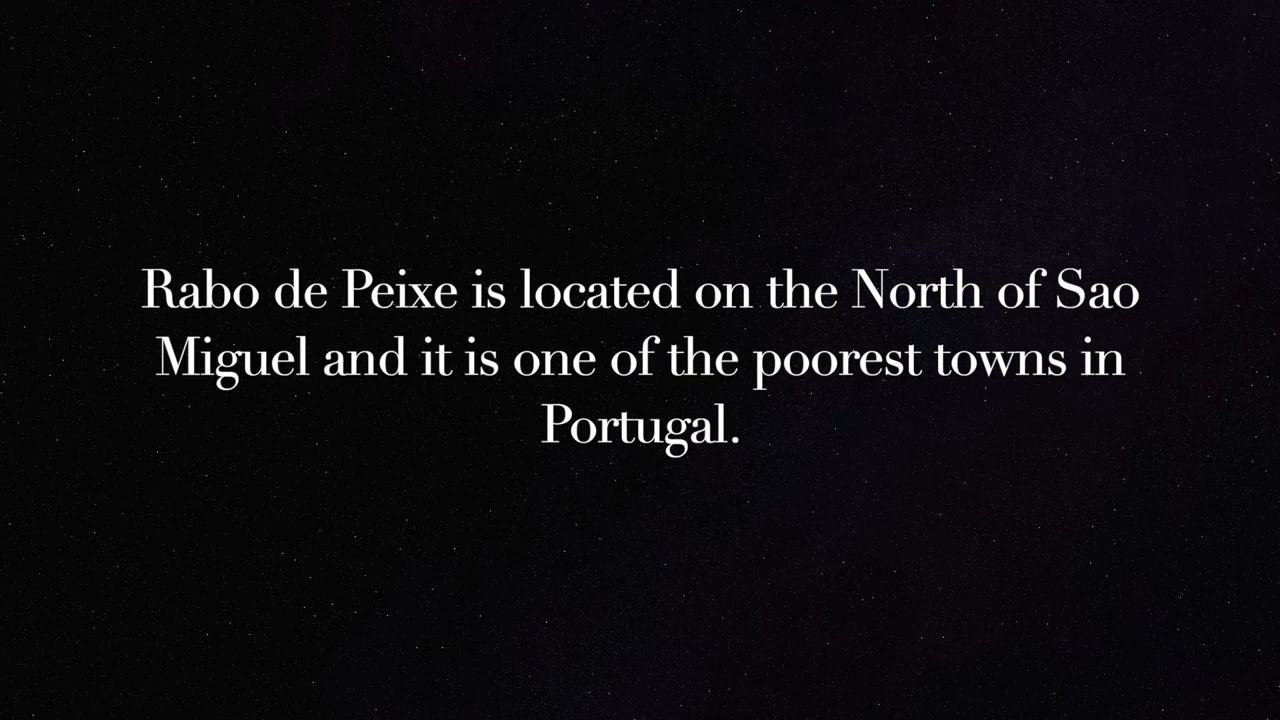 Rabo de Peixe is located on the North of Sao
Miguel and it is one of the poorest towns in
Portugal.